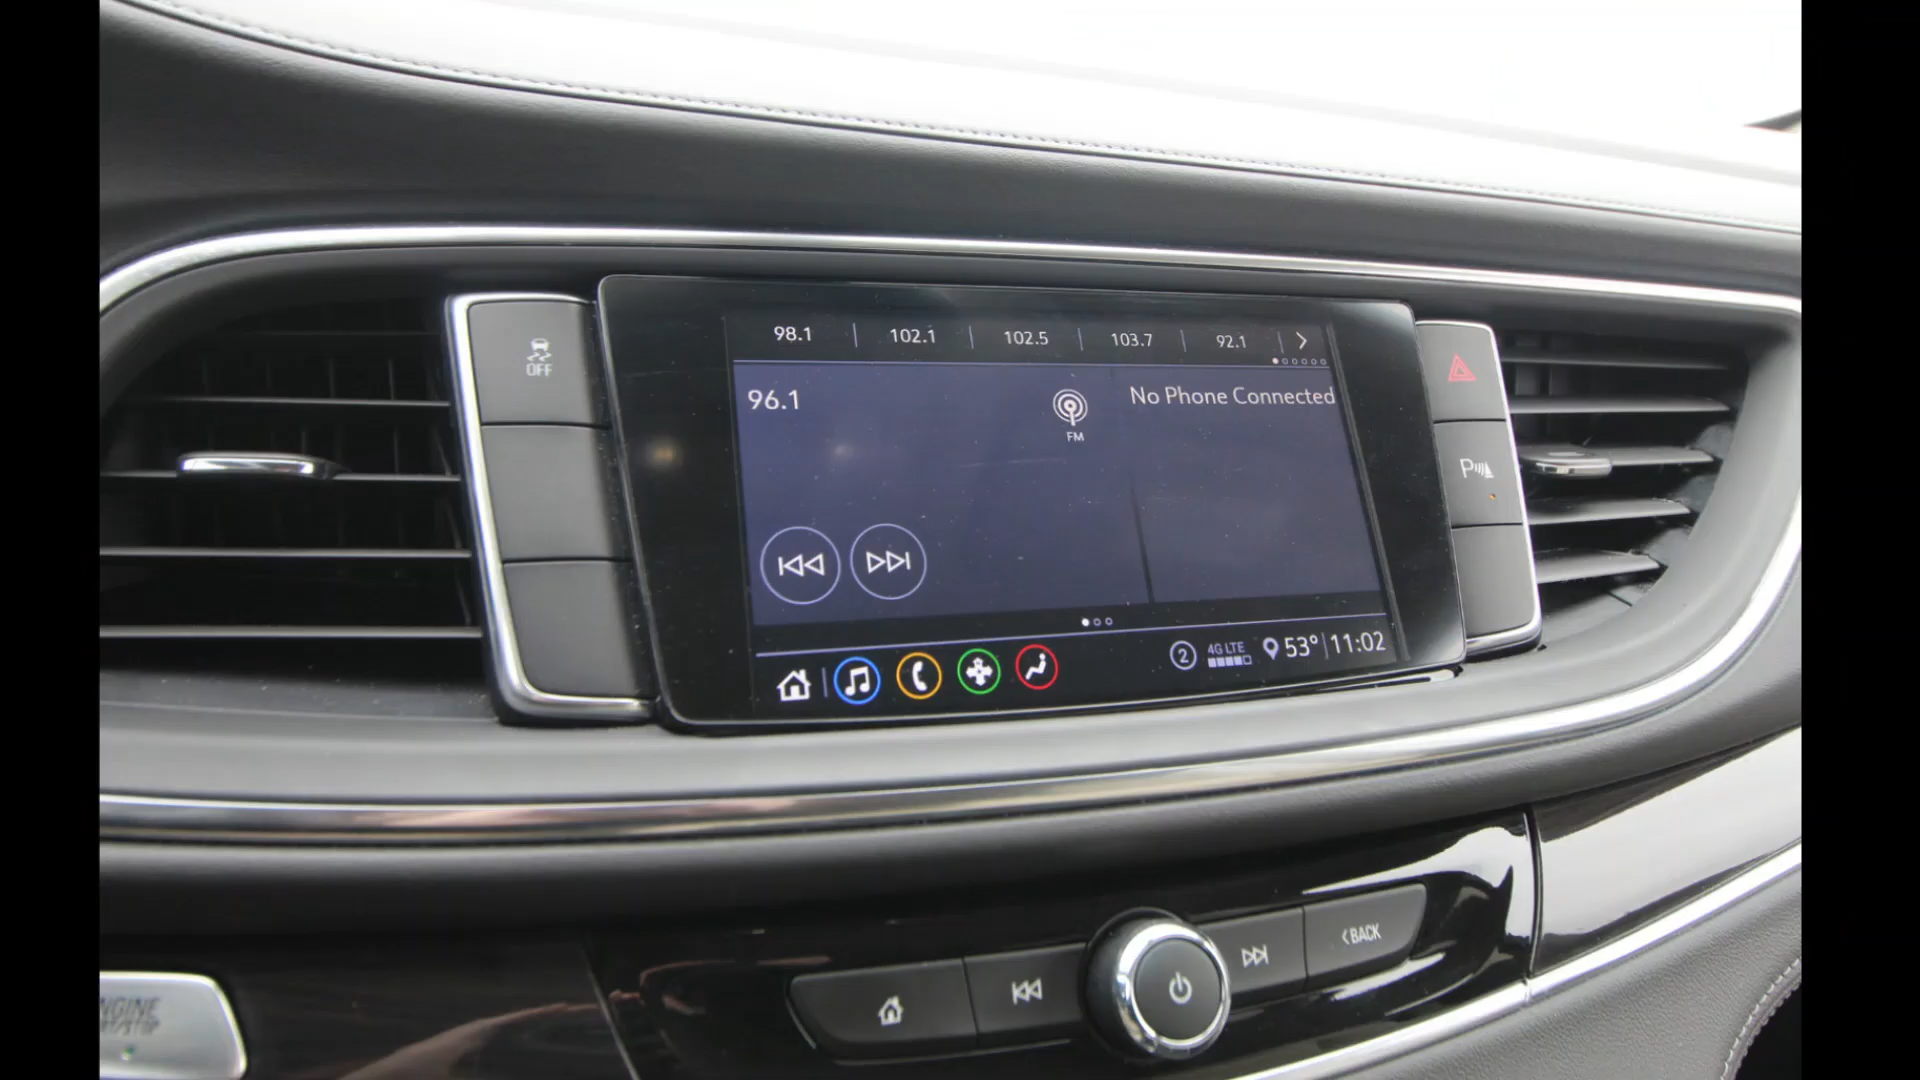 98.1 | 102.1 | 102.5 | 103.7 | 92.1
OFF
96.1
FM
No Phone Connected
P
2
4G LTE
53° | 11:02
< BACK